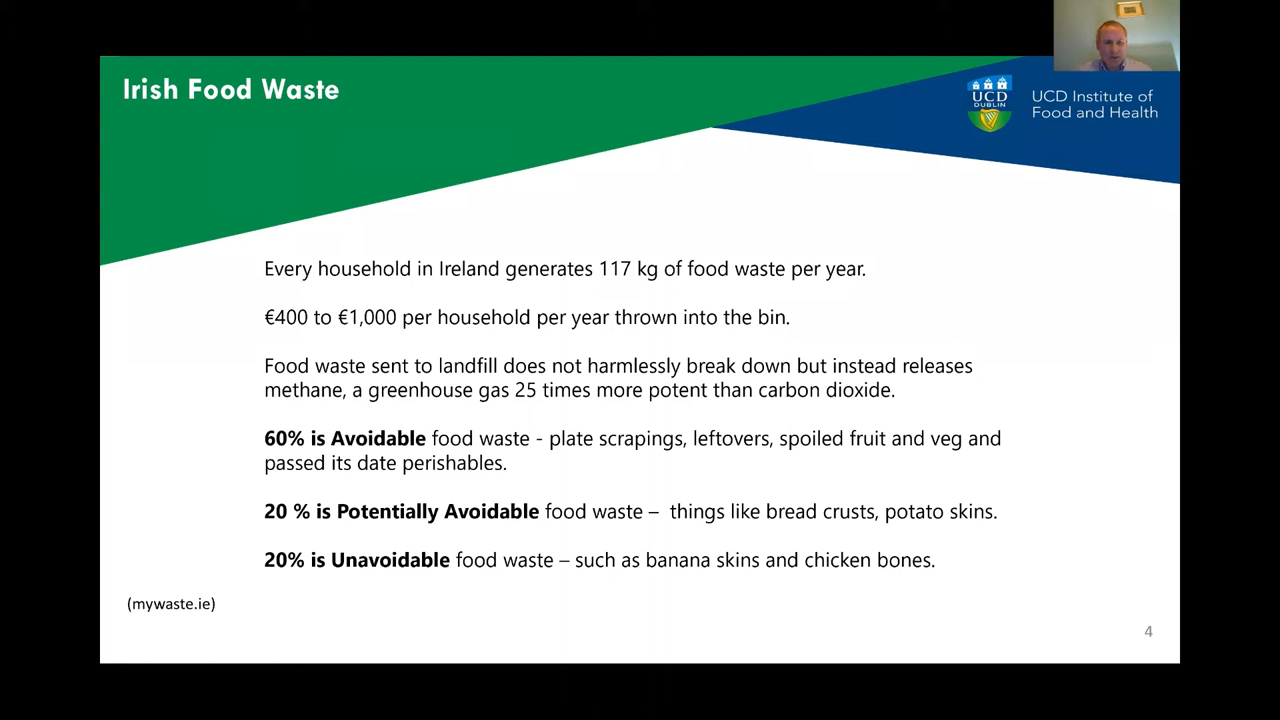 Irish Food Waste
UCD
DUBLIN
UCD Institute of
Food and Health
Every household in Ireland generates 117 kg of food waste per year.
€400 to €1,000 per household per year thrown into the bin.
Food waste sent to landfill does not harmlessly break down but instead releases
methane, a greenhouse gas 25 times more potent than carbon dioxide.
60% is Avoidable food waste - plate scrapings, leftovers, spoiled fruit and veg and
passed its date perishables.
20 % is Potentially Avoidable food waste – things like bread crusts, potato skins.
20% is Unavoidable food waste – such as banana skins and chicken bones.
(mywaste.ie)
4